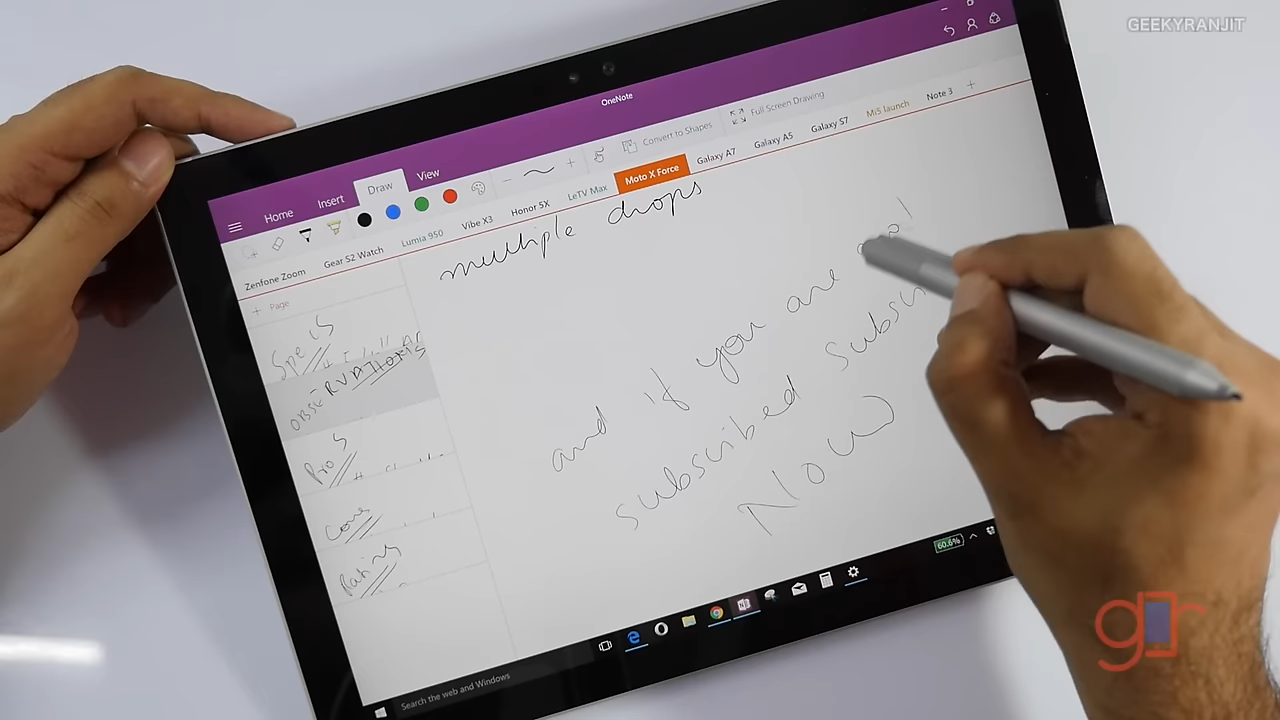 GEEKYRANJIT
OneNote
Home Insert Draw View
Convert to Shapes
Full Screen Drawing
Zenfone Zoom Gear S2 Watch Lumia 950 Vibe X3 Honor 5X LeTV Max Moto X Force Galaxy A7 Galaxy A5 Galaxy S7 Mi5 launch Note 3
+ Page
Specs
OBSERVATIONS
Pros
Cons
Rating
multiple drops
and if you are
subscribed subscri
Now
60.6%
Search the web and Windows
gr